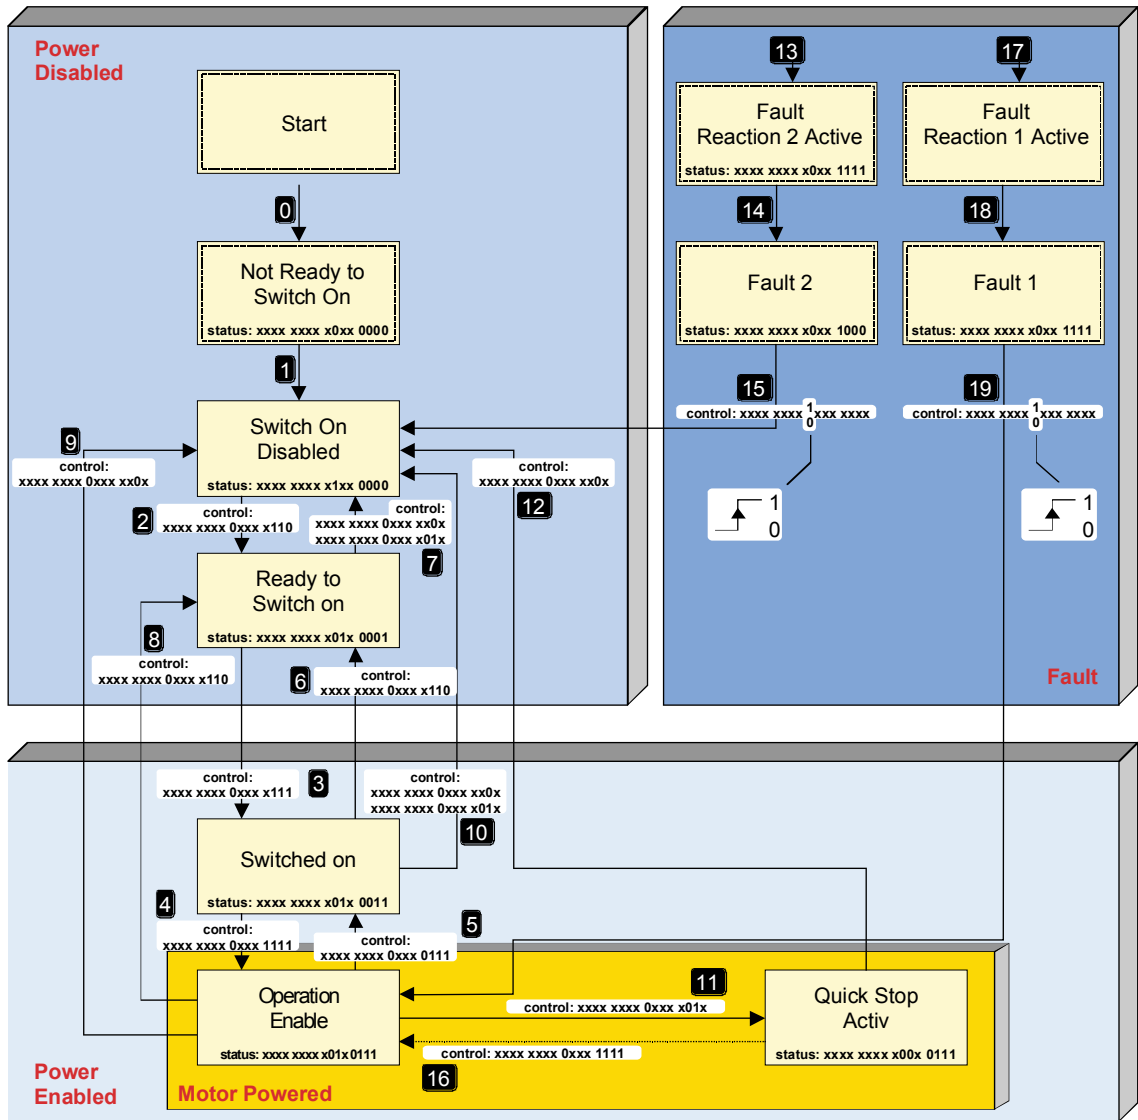 Power
Disabled
Start
0
Not Ready to
Switch On
status: xxxx xxxx x0xx 0000
1
Switch On
Disabled
status: xxxx xxxx x1xx 0000
9
control:
xxxx xxxx 0xxx xx0x
2
control:
xxxx xxxx 0xxx x110
control:
xxxx xxxx 0xxx xx0x
xxxx xxxx 0xxx x01x
7
control:
xxxx xxxx 0xxx xx0x
12
Ready to
Switch on
status: xxxx xxxx x01x 0001
8
control:
xxxx xxxx 0xxx x110
6
control:
xxxx xxxx 0xxx x110
13
Fault
Reaction 2 Active
status: xxxx xxxx x0xx 1111
14
Fault 2
status: xxxx xxxx x0xx 1000
15
control: xxxx xxxx 1 xxx xxxx
0
1
0
17
Fault
Reaction 1 Active
18
Fault 1
status: xxxx xxxx x0xx 1111
19
control: xxxx xxxx 1 xxx xxxx
0
1
0
Fault
control:
xxxx xxxx 0xxx x111
3
control:
xxxx xxxx 0xxx xx0x
xxxx xxxx 0xxx x01x
10
Switched on
status: xxxx xxxx x01x 0011
4
control:
xxxx xxxx 0xxx 1111
control:
xxxx xxxx 0xxx 0111
5
Operation
Enable
status: xxxx xxxx x01x 0111
11
control: xxxx xxxx 0xxx x01x
control: xxxx xxxx 0xxx 1111
16
Quick Stop
Activ
status: xxxx xxxx x00x 0111
Power
Enabled
Motor Powered